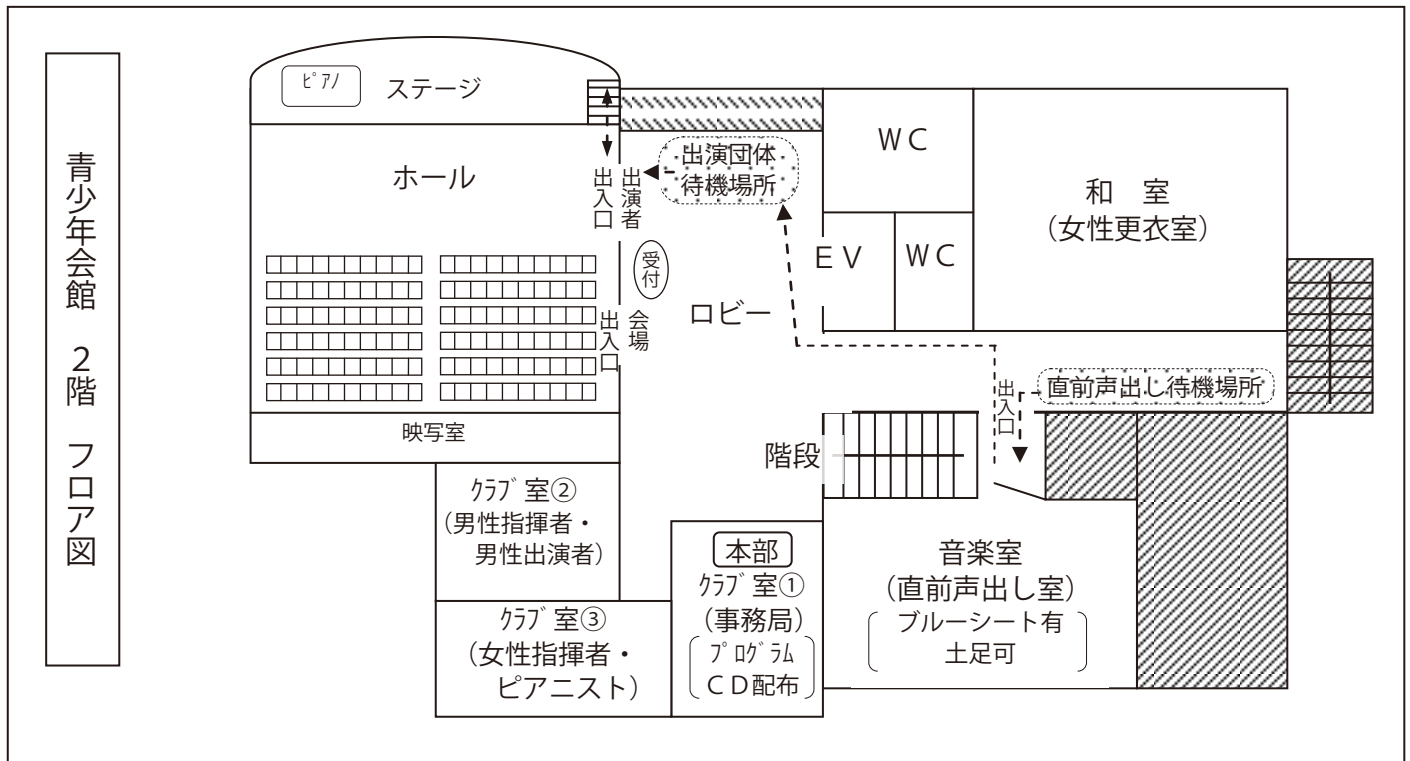 青少年会館　２階　フロア図
ﾋﾟｱﾉ
ステージ
ホール
出演者
出入口
出演団体
待機場所
ＷＣ
和　室
（女性更衣室）
ＥＶ
ＷＣ
受付
ロビー
会場
出入口
直前声出し待機場所
出入口
映写室
階段
ｸﾗﾌﾞ室②
（男性指揮者・
男性出演者）
本部
ｸﾗﾌﾞ室①
（事務局）
ﾌﾟﾛｸﾞﾗﾑ
ＣＤ配布
音楽室
（直前声出し室）
ブルーシート有
土足可
ｸﾗﾌﾞ室③
（女性指揮者・
ピアニスト）